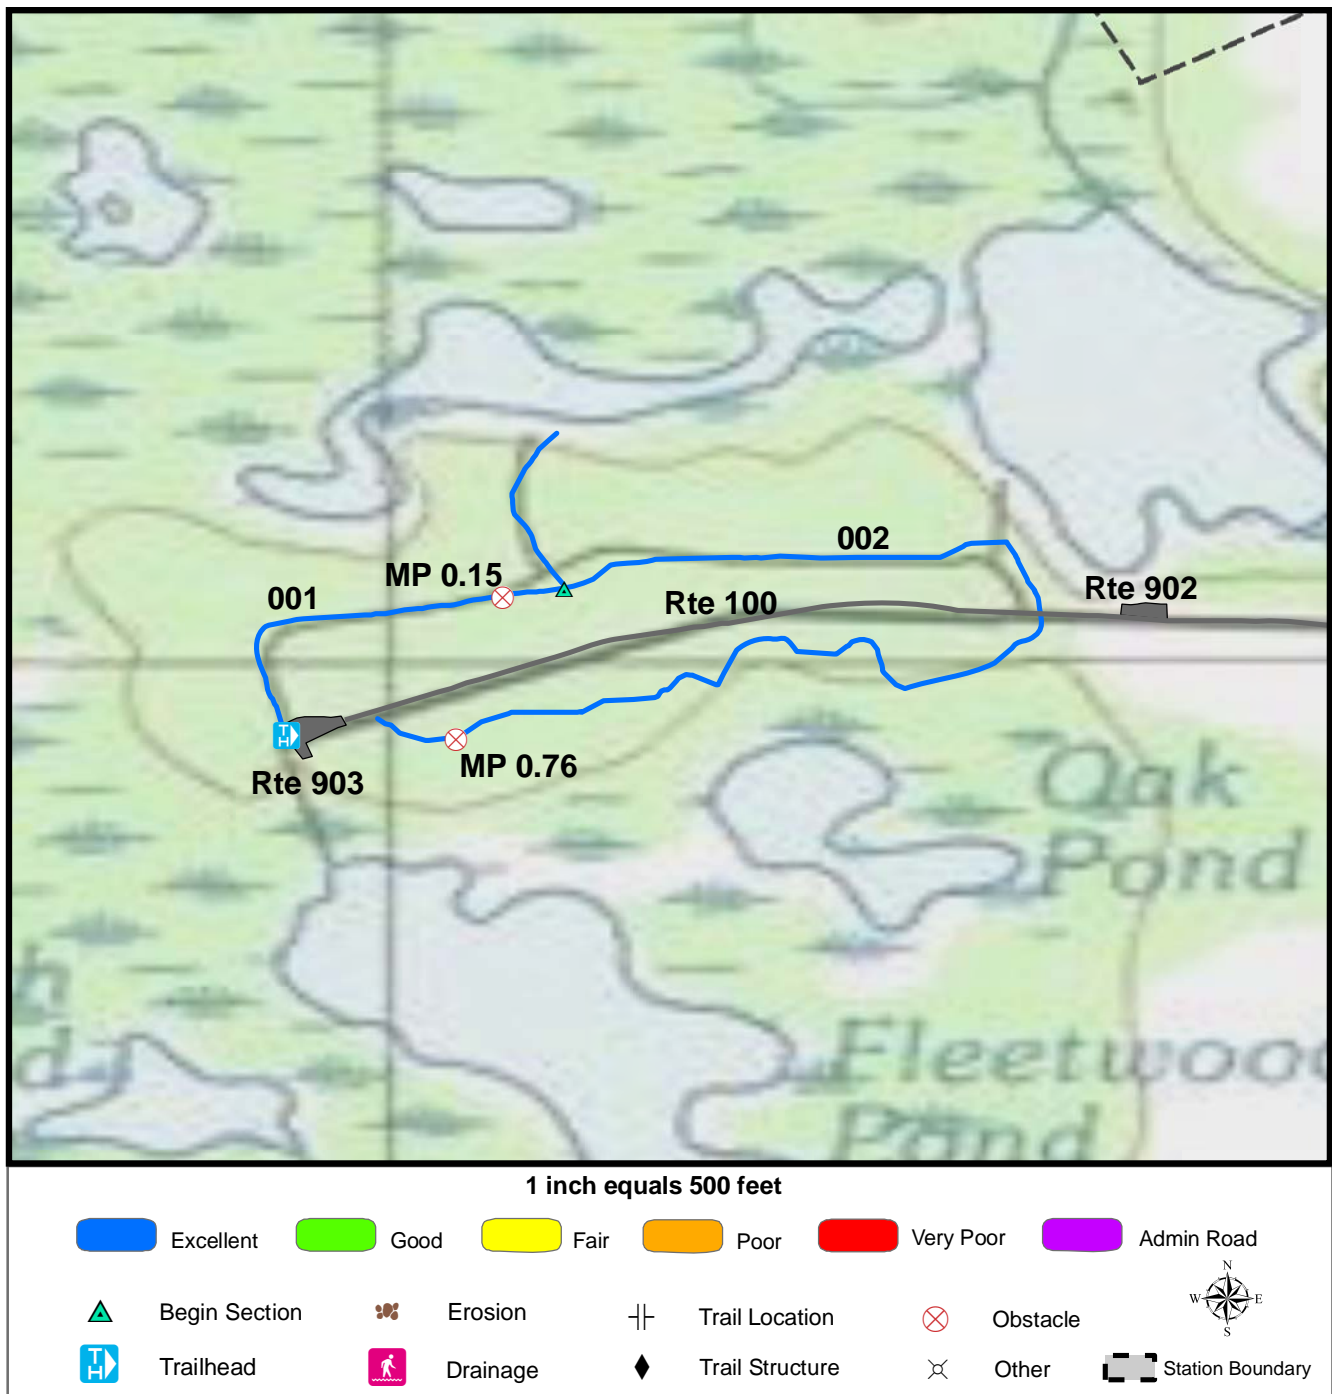 002
MP 0.15
Rte 902
001
Rte 100
Rte 903
MP 0.76
Oak
Pond
h
d
Fleetwoo
Pond
1 inch equals 500 feet
Excellent
Good
Fair
Poor
Very Poor
Admin Road
N
W E
S
Begin Section
Erosion
Trail Location
Obstacle
TH
Trailhead
Drainage
Trail Structure
Other
Station Boundary